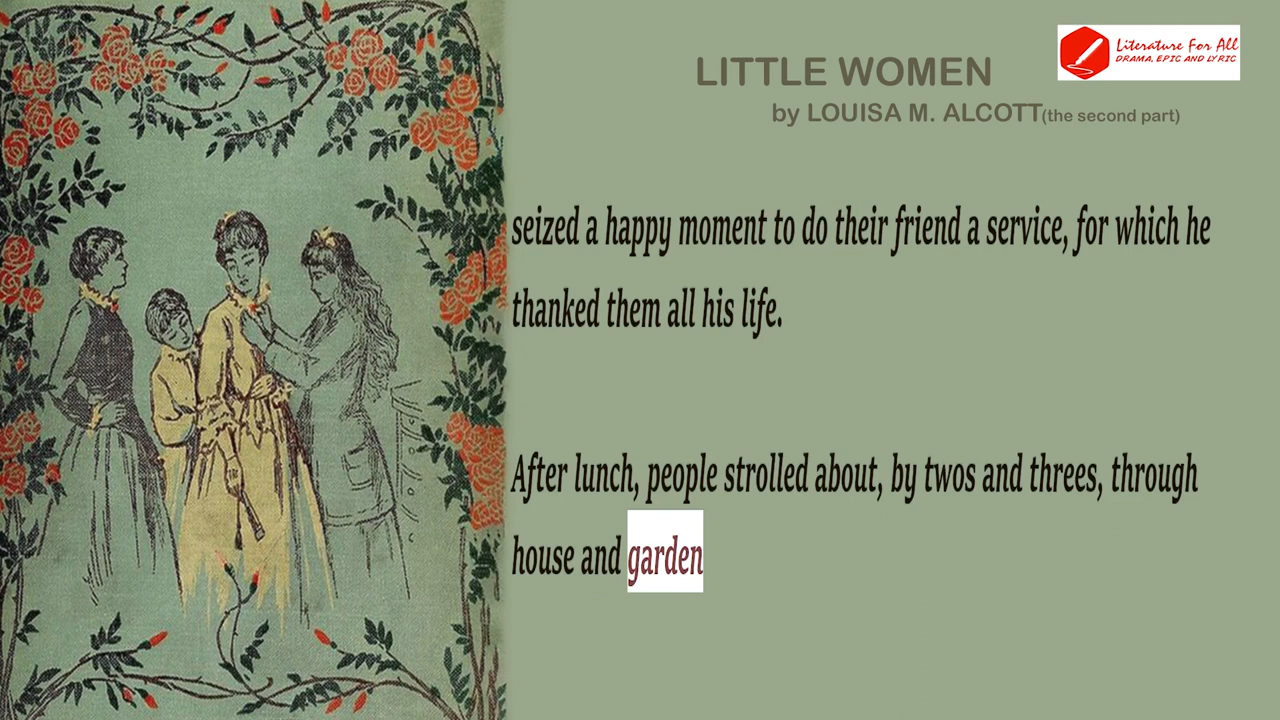 LITTLE WOMEN
by LOUISA M. ALCOTT(the second part)
Literature For All
DRAMA, EPIC AND LYRIC
seized a happy moment to do their friend a service, for which he
thanked them all his life.
After lunch, people strolled about, by twos and threes, through
house and garden